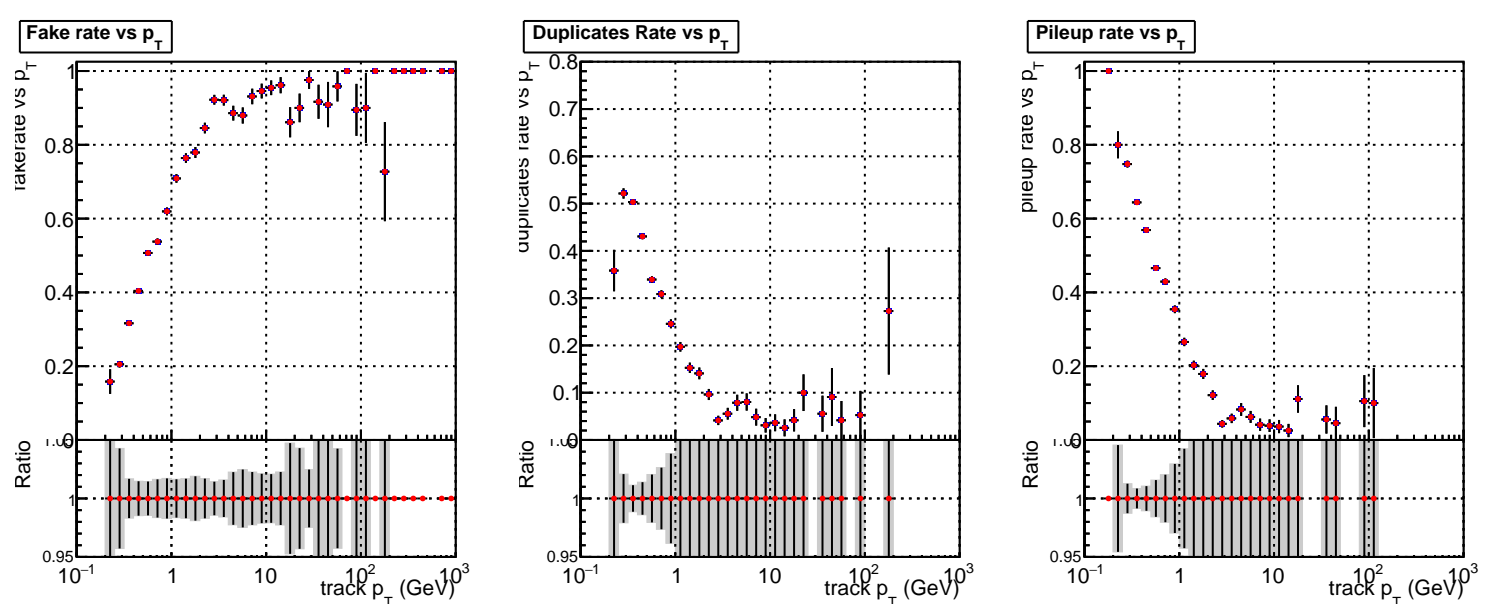 Fake rate vs p_T
fakerate vs p_T
1
0.8
0.6
0.4
0.2
Ratio
1
0.95
10^−1 1 10 10^2 10^3
track p_T (GeV)
Duplicates Rate vs p_T
duplicates rate vs p_T
0.8
0.7
0.6
0.5
0.4
0.3
0.2
0.1
Ratio
1
0.95
10^−1 1 10 10^2 10^3
track p_T (GeV)
Pileup rate vs p_T
pileup rate vs p_T
1
0.8
0.6
0.4
0.2
Ratio
1
0.95
10^−1 1 10 10^2 10^3
track p_T (GeV)